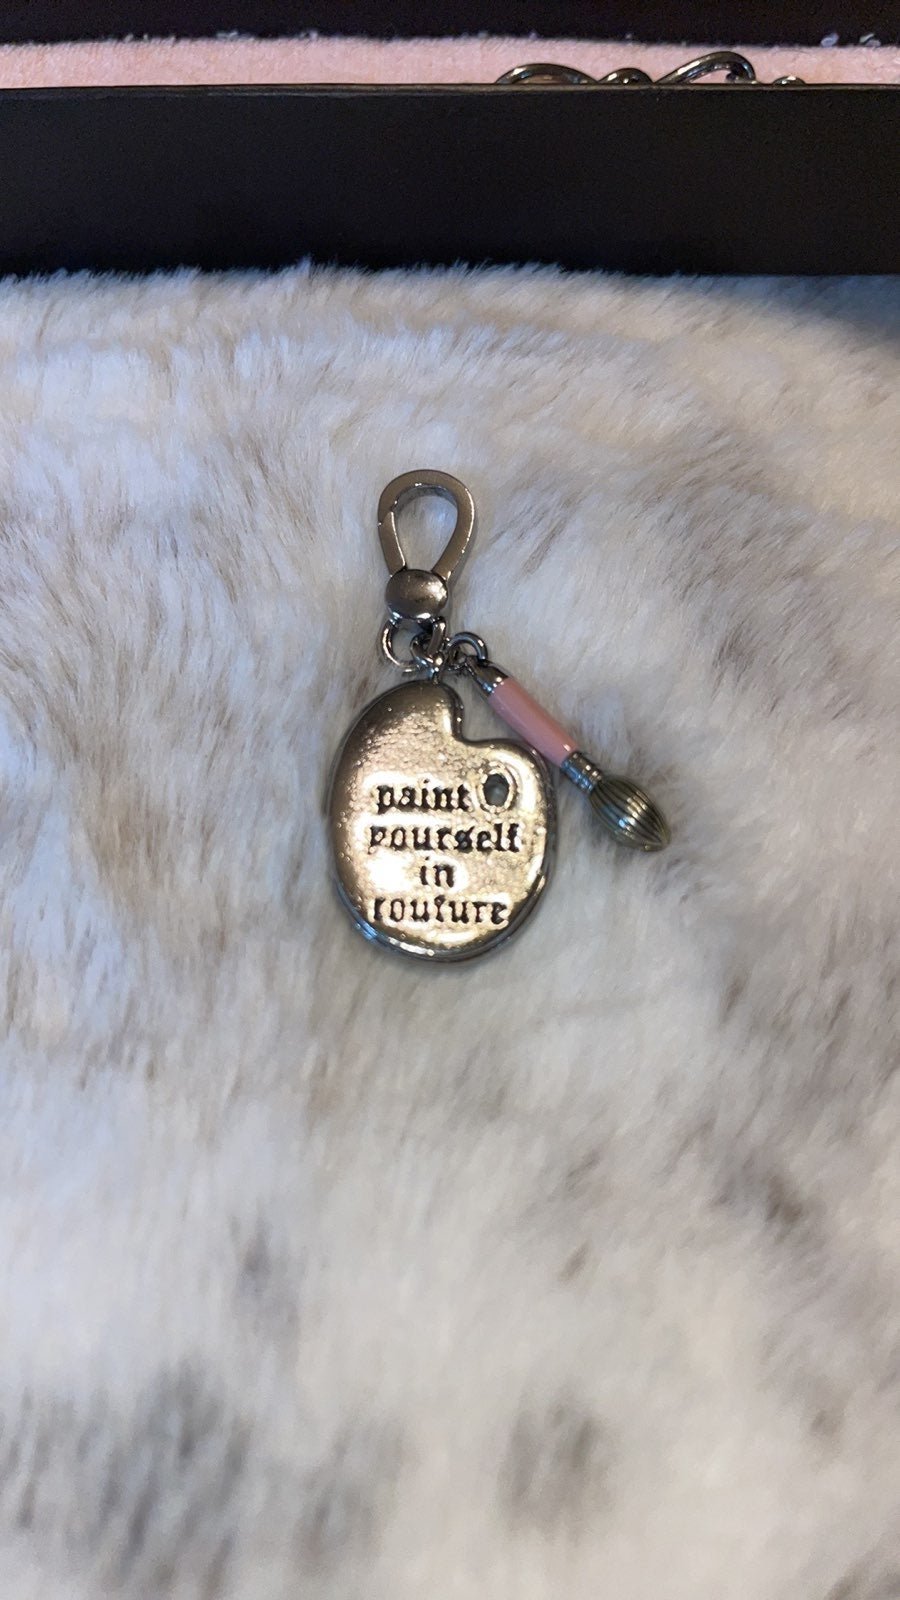 paint
yourself
in
couture